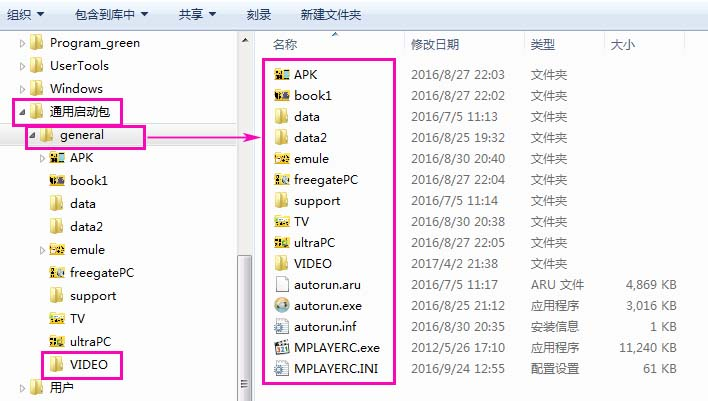 组织 包含到库中 共享 刻录 新建文件夹
Program_green
UserTools
Windows
通用启动包
general
APK
book1
data
data2
emule
freegatePC
support
TV
ultraPC
VIDEO
用户
名称 修改日期 类型 大小
APK 2016/8/27 22:03 文件夹
book1 2016/8/27 22:02 文件夹
data 2016/7/5 11:13 文件夹
data2 2016/8/25 19:32 文件夹
emule 2016/8/30 20:40 文件夹
freegatePC 2016/8/27 22:04 文件夹
support 2016/7/5 11:14 文件夹
TV 2016/8/30 20:38 文件夹
ultraPC 2016/8/27 22:05 文件夹
VIDEO 2017/4/2 21:38 文件夹
autorun.aru 2016/7/5 11:17 ARU 文件 4,869 KB
autorun.exe 2016/8/25 21:12 应用程序 3,016 KB
autorun.inf 2016/8/30 20:35 安装信息 1 KB
MPLAYERC.exe 2012/5/26 17:10 应用程序 11,240 KB
MPLAYERC.INI 2016/9/24 12:55 配置设置 61 KB